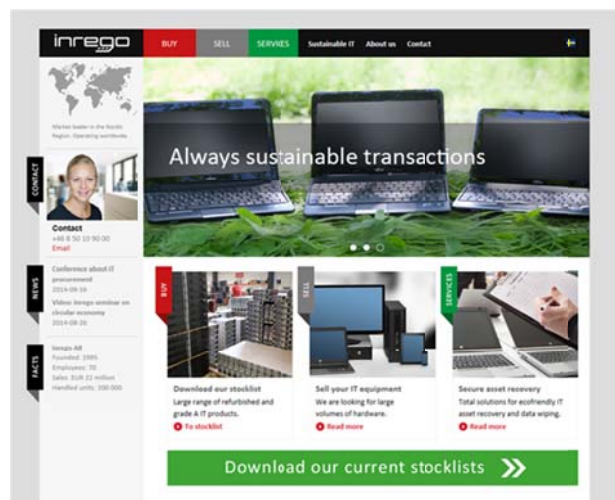 inrego
BUY
SELL
SERVICES
Sustainable IT
About us
Contact
Market leader in the Nordic
Region. Operating worldwide.
CONTACT
Contact
+46 8 50 10 90 00
Email
NEWS
Conference about IT
procurement
2014-09-16
Video: Inrego seminar on
circular economy
2014-08-26
FACTS
Inrego AB
Founded: 1995
Employees: 70
Sales: EUR 22 million
Handled units: 200 000
Always sustainable transactions
BUY
Download our stocklist
Large range of refurbished and
grade A IT products.
To stocklist
SELL
Sell your IT equipment
We are looking for large
volumes of hardware.
Read more
SERVICES
Secure asset recovery
Total solutions for ecofriendly IT
asset recovery and data wiping.
Read more
Download our current stocklists